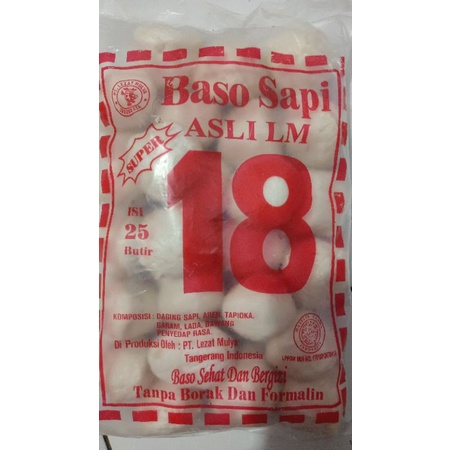 Baso Sapi
ASLI LM
SUPER
18
ISI
25
Butir
KOMPOSISI : DAGING SAPI, AYAM, TAPIOKA,
GARAM, LADA, BAWANG
PENYEDAP RASA.
Di Produksi Oleh : PT. Lezat Mulya
Tangerang Indonesia
Baso Sehat Dan Bergizi
Tanpa Borak Dan Formalin